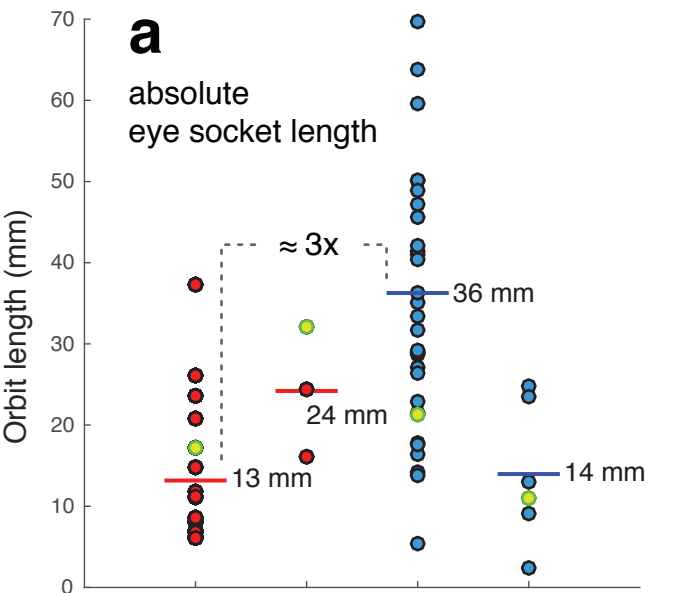 a
absolute
eye socket length
Orbit length (mm)
70
60
50
40
30
20
10
0
≈ 3x
36 mm
24 mm
13 mm
14 mm